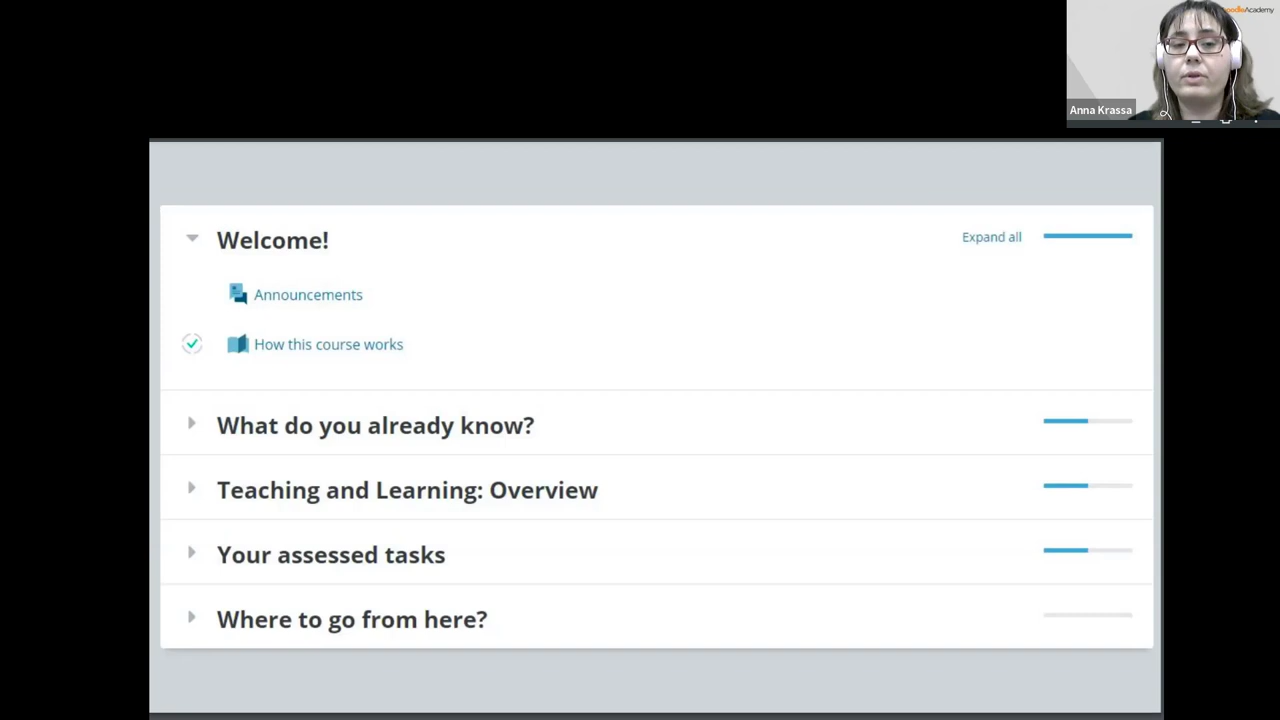 oodleAcademy
Anna Krassa
Welcome!
Expand all
Announcements
How this course works
What do you already know?
Teaching and Learning: Overview
Your assessed tasks
Where to go from here?